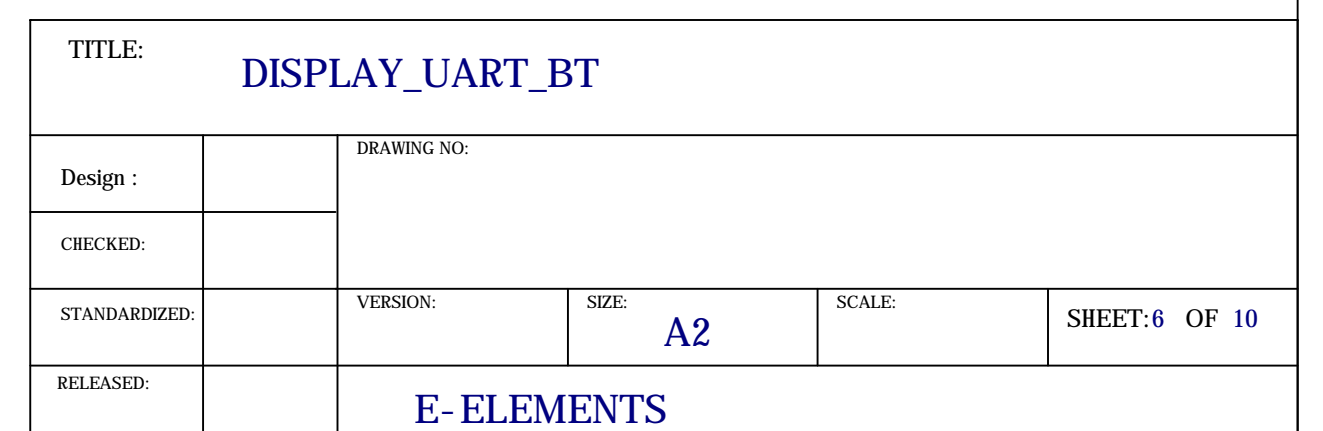 TITLE:
DISPLAY_UART_BT
Design :
DRAWING NO:
CHECKED:
STANDARDIZED:
VERSION:
SIZE:
A2
SCALE:
SHEET:6 OF 10
RELEASED:
E-ELEMENTS